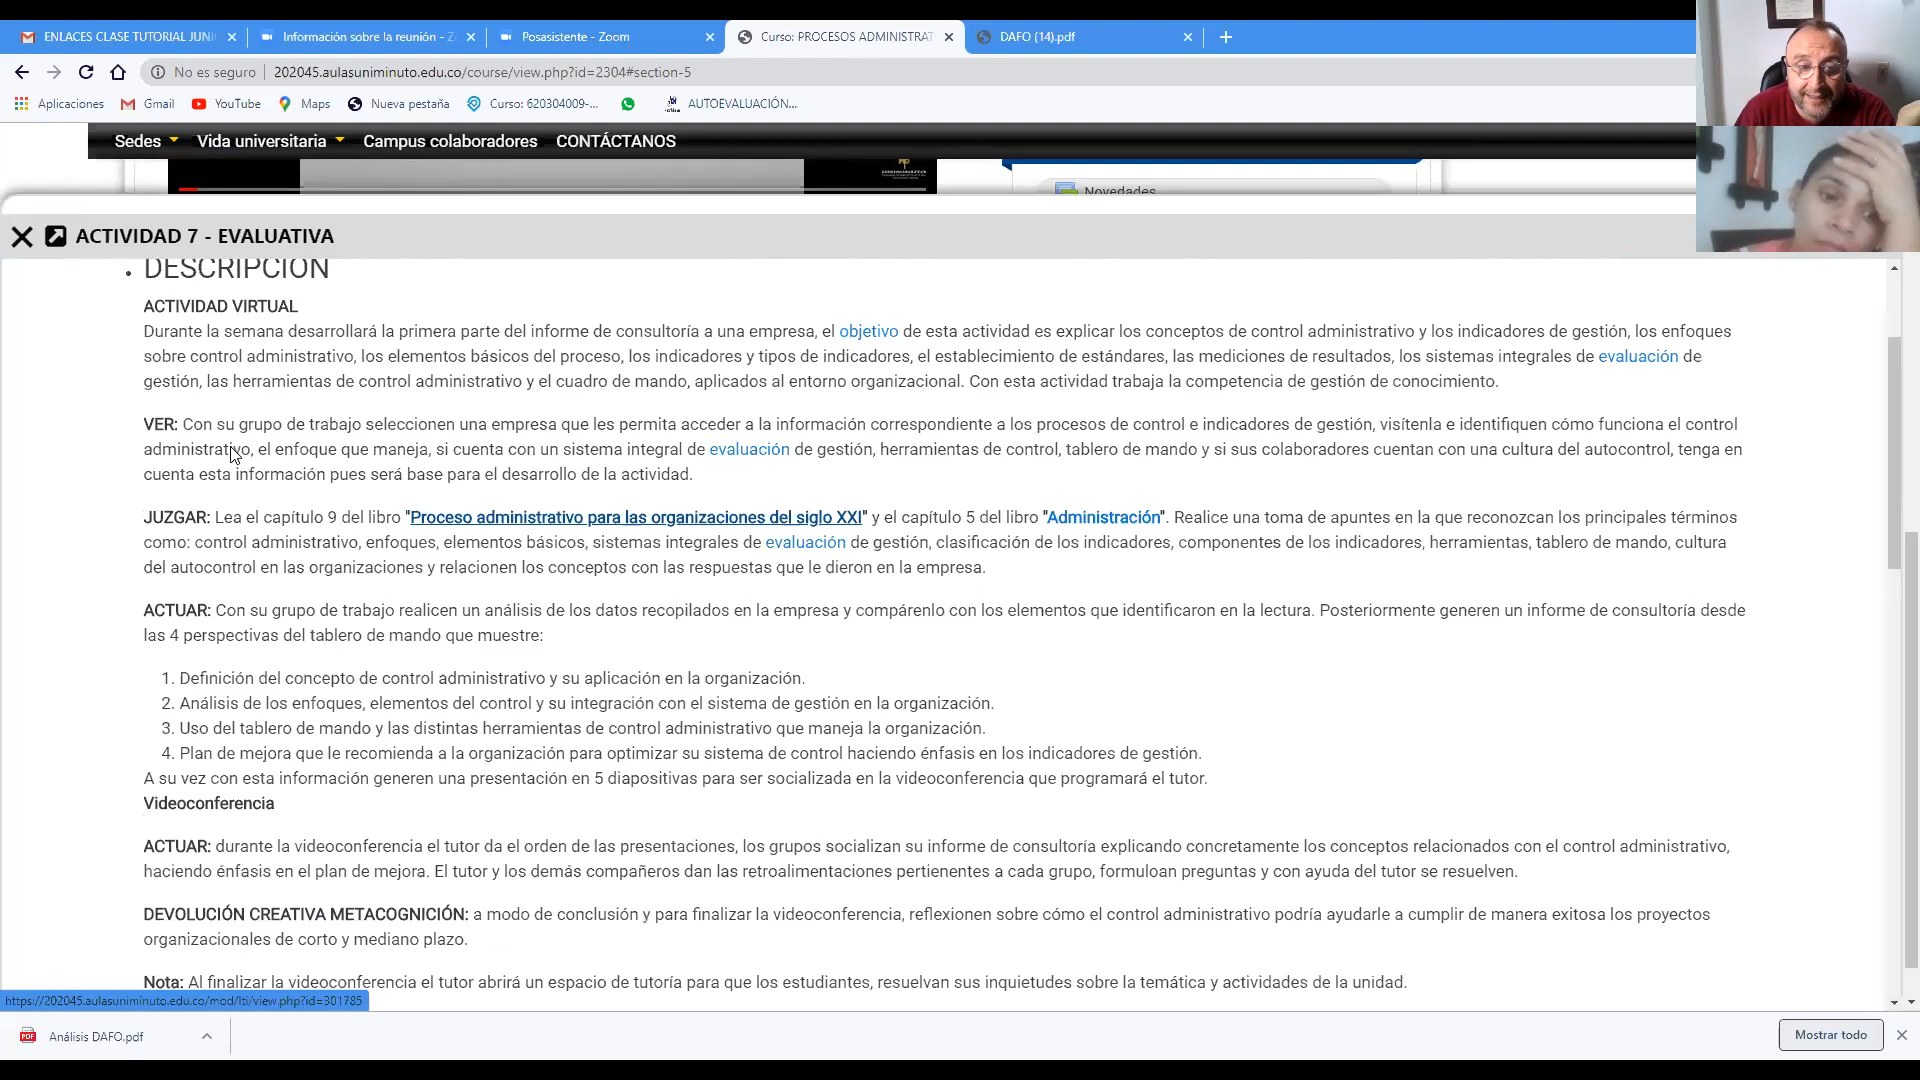 ENLACES CLASE TUTORIAL JUNI
Información sobre la reunión - Z
Posasistente - Zoom
Curso: PROCESOS ADMINISTRAT
DAFO (14).pdf
No es seguro
202045.aulasuniminuto.edu.co/course/view.php?id=2304#section-5
Aplicaciones
Gmail
YouTube
Maps
Nueva pestaña
Curso: 620304009-...
AUTOEVALUACIÓN...
Sedes
Vida universitaria
Campus colaboradores
CONTÁCTANOS
Novedades
ACTIVIDAD 7 - EVALUATIVA
DESCRIPCIÓN
ACTIVIDAD VIRTUAL
Durante la semana desarrollará la primera parte del informe de consultoría a una empresa, el objetivo de esta actividad es explicar los conceptos de control administrativo y los indicadores de gestión, los enfoques
sobre control administrativo, los elementos básicos del proceso, los indicadores y tipos de indicadores, el establecimiento de estándares, las mediciones de resultados, los sistemas integrales de evaluación de
gestión, las herramientas de control administrativo y el cuadro de mando, aplicados al entorno organizacional. Con esta actividad trabaja la competencia de gestión de conocimiento.
VER: Con su grupo de trabajo seleccionen una empresa que les permita acceder a la información correspondiente a los procesos de control e indicadores de gestión, visítenla e identifiquen cómo funciona el control
administrativo, el enfoque que maneja, si cuenta con un sistema integral de evaluación de gestión, herramientas de control, tablero de mando y si sus colaboradores cuentan con una cultura del autocontrol, tenga en
cuenta esta información pues será base para el desarrollo de la actividad.
JUZGAR: Lea el capítulo 9 del libro "Proceso administrativo para las organizaciones del siglo XXI" y el capítulo 5 del libro "Administración". Realice una toma de apuntes en la que reconozcan los principales términos
como: control administrativo, enfoques, elementos básicos, sistemas integrales de evaluación de gestión, clasificación de los indicadores, componentes de los indicadores, herramientas, tablero de mando, cultura
del autocontrol en las organizaciones y relacionen los conceptos con las respuestas que le dieron en la empresa.
ACTUAR: Con su grupo de trabajo realicen un análisis de los datos recopilados en la empresa y compárenlo con los elementos que identificaron en la lectura. Posteriormente generen un informe de consultoría desde
las 4 perspectivas del tablero de mando que muestre:
1. Definición del concepto de control administrativo y su aplicación en la organización.
2. Análisis de los enfoques, elementos del control y su integración con el sistema de gestión en la organización.
3. Uso del tablero de mando y las distintas herramientas de control administrativo que maneja la organización.
4. Plan de mejora que le recomienda a la organización para optimizar su sistema de control haciendo énfasis en los indicadores de gestión.
A su vez con esta información generen una presentación en 5 diapositivas para ser socializada en la videoconferencia que programará el tutor.
Videoconferencia
ACTUAR: durante la videoconferencia el tutor da el orden de las presentaciones, los grupos socializan su informe de consultoría explicando concretamente los conceptos relacionados con el control administrativo,
haciendo énfasis en el plan de mejora. El tutor y los demás compañeros dan las retroalimentaciones pertienentes a cada grupo, formuloan preguntas y con ayuda del tutor se resuelven.
DEVOLUCIÓN CREATIVA METACOGNICIÓN: a modo de conclusión y para finalizar la videoconferencia, reflexionen sobre cómo el control administrativo podría ayudarle a cumplir de manera exitosa los proyectos
organizacionales de corto y mediano plazo.
Nota: Al finalizar la videoconferencia el tutor abrirá un espacio de tutoría para que los estudiantes, resuelvan sus inquietudes sobre la temática y actividades de la unidad.
https://202045.aulasuniminuto.edu.co/mod/lti/view.php?id=301785
Análisis DAFO.pdf
Mostrar todo